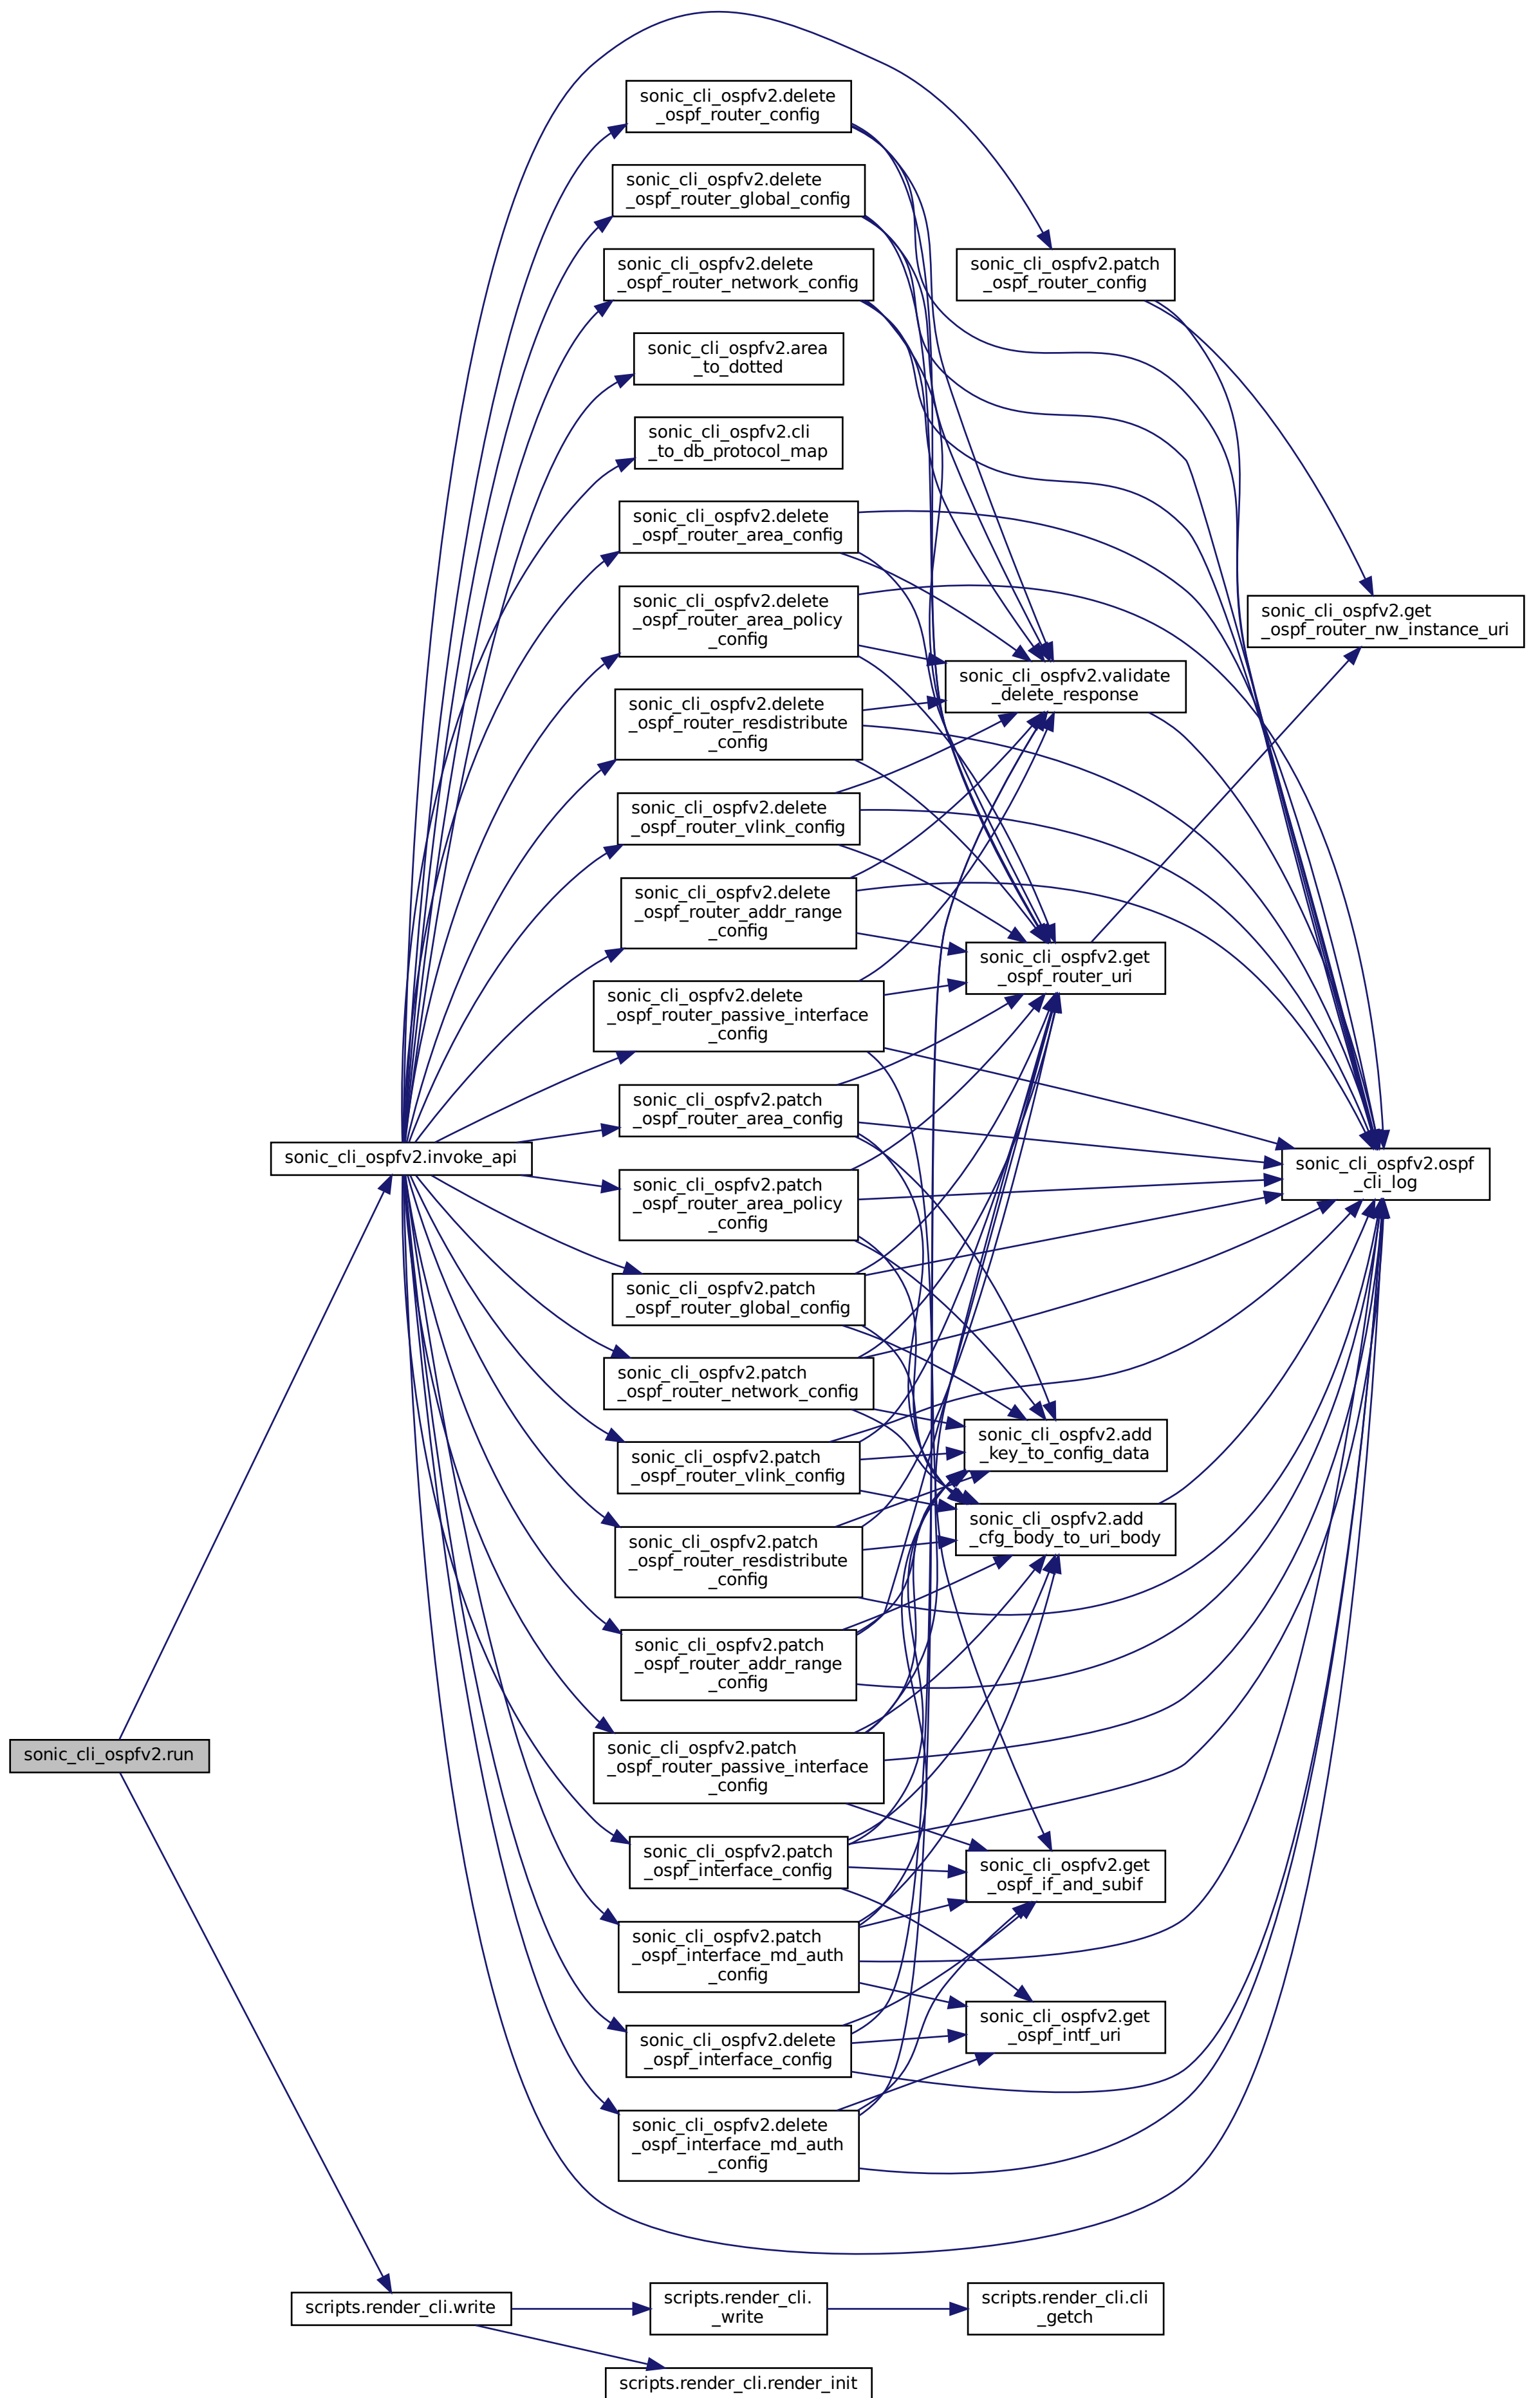 sonic_cli_ospfv2.run
sonic_cli_ospfv2.invoke_api
scripts.render_cli.write
sonic_cli_ospfv2.delete
_ospf_router_config
sonic_cli_ospfv2.delete
_ospf_router_global_config
sonic_cli_ospfv2.delete
_ospf_router_network_config
sonic_cli_ospfv2.area
_to_dotted
sonic_cli_ospfv2.cli
_to_db_protocol_map
sonic_cli_ospfv2.delete
_ospf_router_area_config
sonic_cli_ospfv2.delete
_ospf_router_area_policy
_config
sonic_cli_ospfv2.delete
_ospf_router_resdistribute
_config
sonic_cli_ospfv2.delete
_ospf_router_vlink_config
sonic_cli_ospfv2.delete
_ospf_router_addr_range
_config
sonic_cli_ospfv2.delete
_ospf_router_passive_interface
_config
sonic_cli_ospfv2.patch
_ospf_router_area_config
sonic_cli_ospfv2.patch
_ospf_router_area_policy
_config
sonic_cli_ospfv2.patch
_ospf_router_global_config
sonic_cli_ospfv2.patch
_ospf_router_network_config
sonic_cli_ospfv2.patch
_ospf_router_vlink_config
sonic_cli_ospfv2.patch
_ospf_router_resdistribute
_config
sonic_cli_ospfv2.patch
_ospf_router_addr_range
_config
sonic_cli_ospfv2.patch
_ospf_router_passive_interface
_config
sonic_cli_ospfv2.patch
_ospf_interface_config
sonic_cli_ospfv2.patch
_ospf_interface_md_auth
_config
sonic_cli_ospfv2.delete
_ospf_interface_config
sonic_cli_ospfv2.delete
_ospf_interface_md_auth
_config
scripts.render_cli.
_write
scripts.render_cli.render_init
sonic_cli_ospfv2.patch
_ospf_router_config
sonic_cli_ospfv2.validate
_delete_response
sonic_cli_ospfv2.get
_ospf_router_uri
sonic_cli_ospfv2.add
_key_to_config_data
sonic_cli_ospfv2.add
_cfg_body_to_uri_body
sonic_cli_ospfv2.get
_ospf_if_and_subif
sonic_cli_ospfv2.get
_ospf_intf_uri
scripts.render_cli.cli
_getch
sonic_cli_ospfv2.get
_ospf_router_nw_instance_uri
sonic_cli_ospfv2.ospf
_cli_log